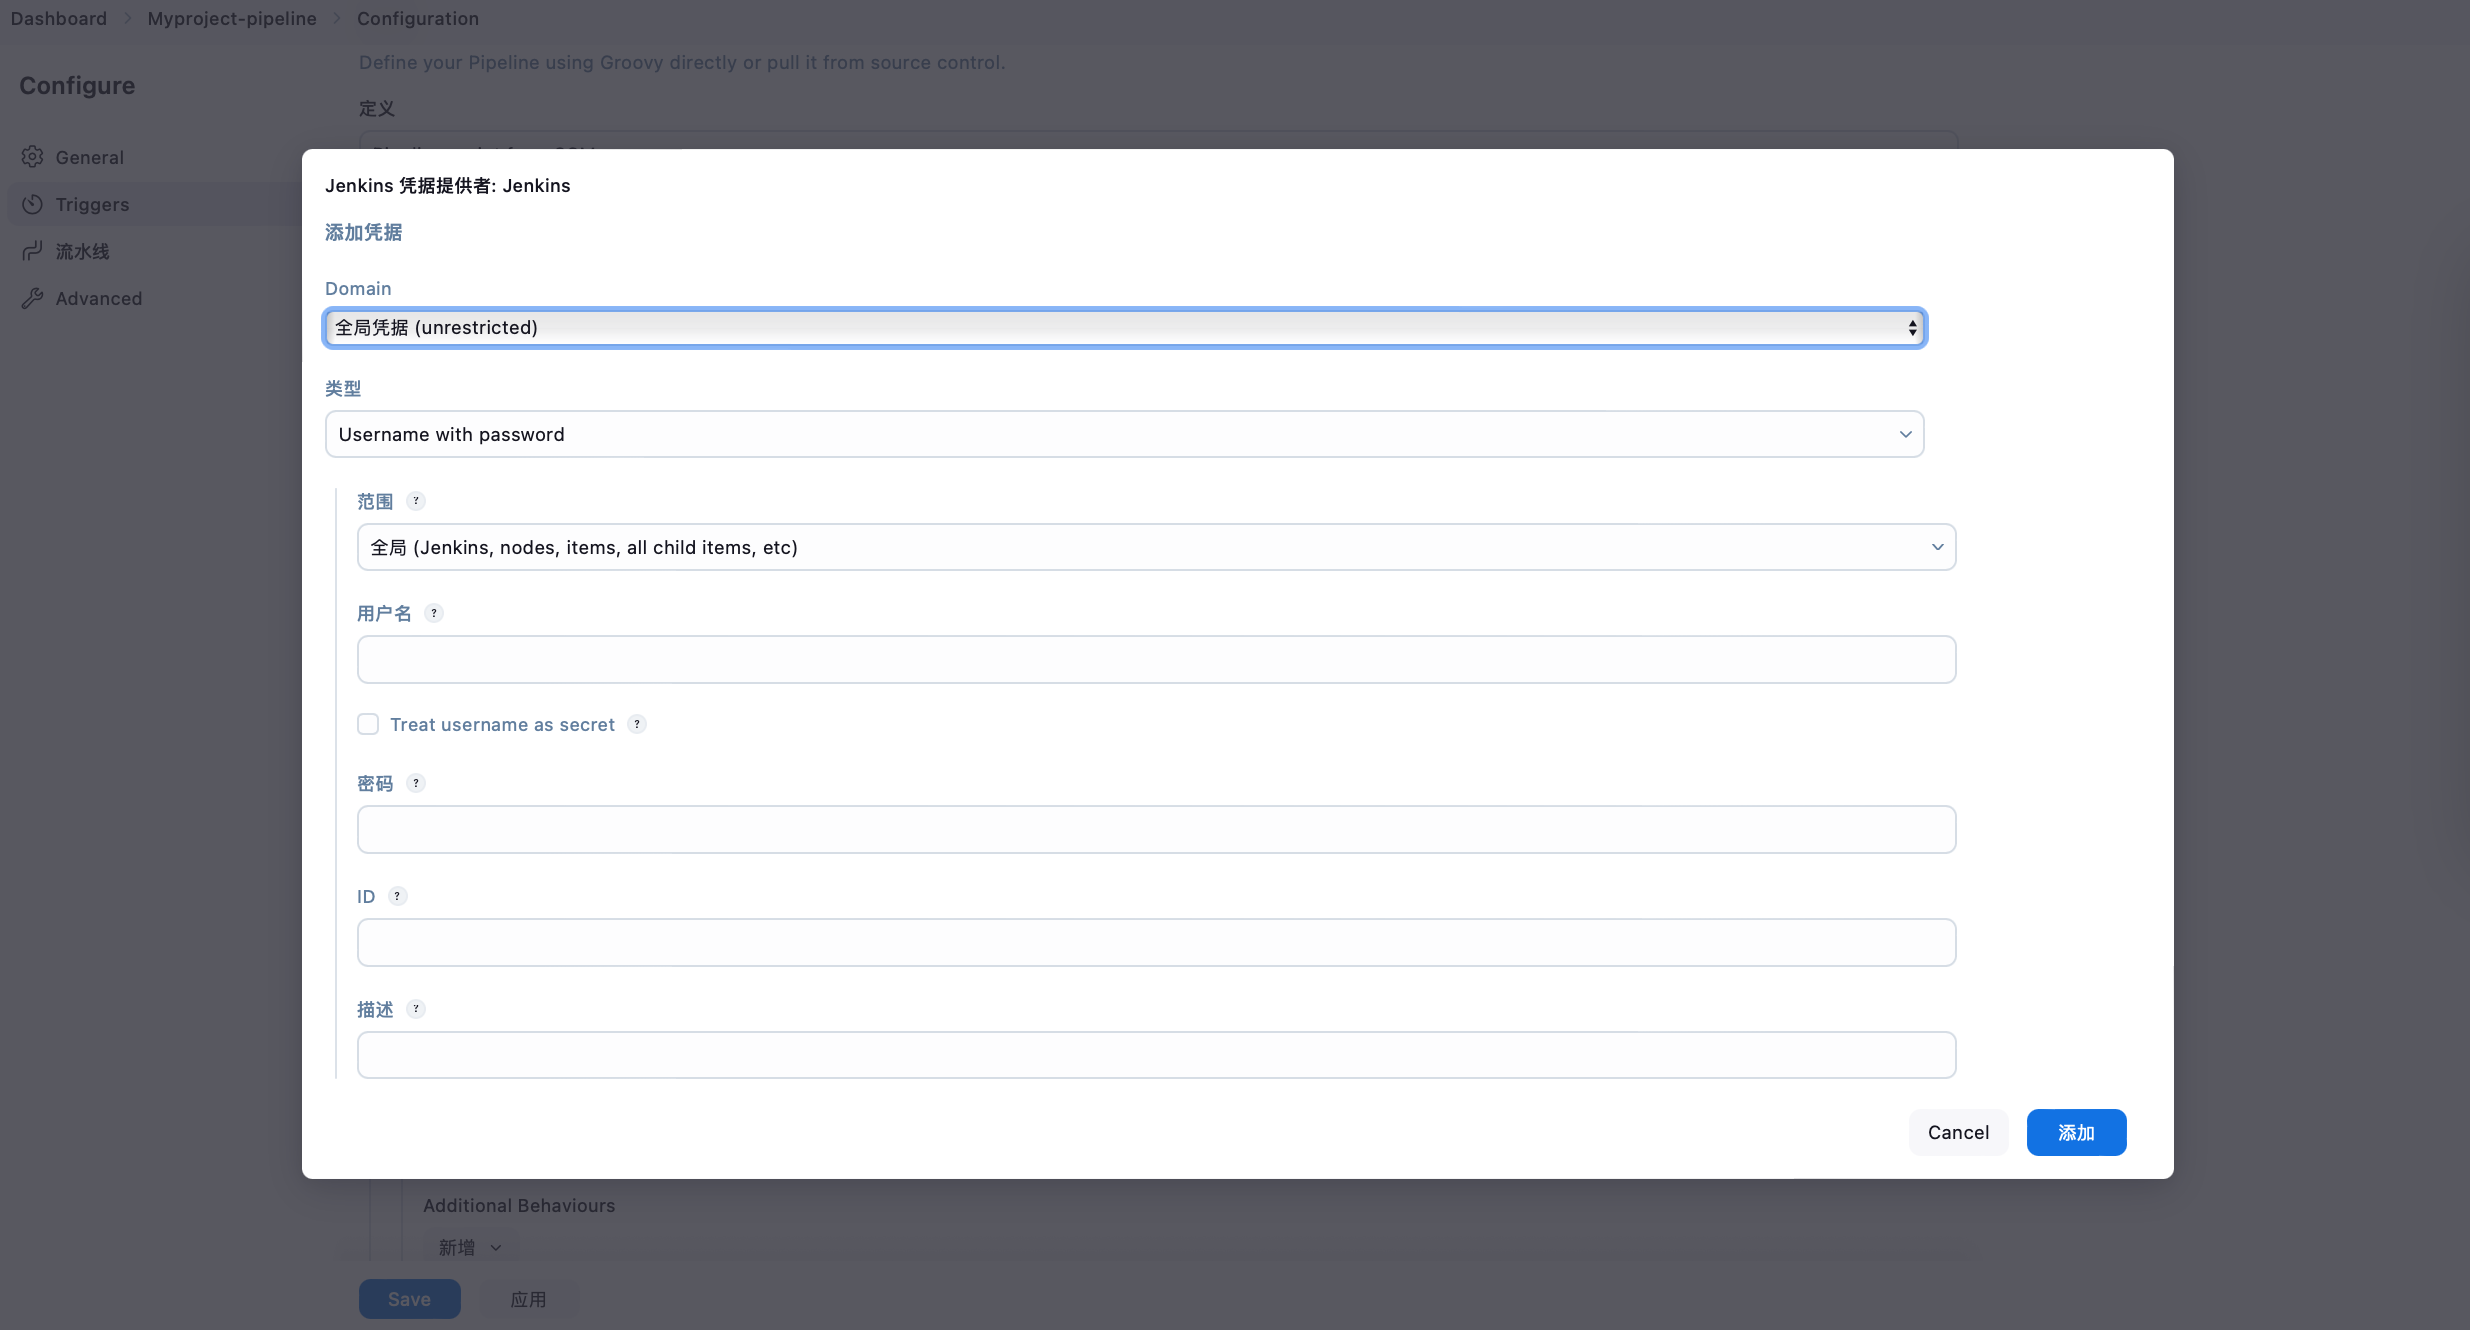 Dashboard > Myproject-pipeline > Configuration
Configure
General
Triggers
流水线
Advanced
Define your Pipeline using Groovy directly or pull it from source control.
定义
Jenkins 凭据提供者: Jenkins
添加凭据
Domain
全局凭据 (unrestricted)
类型
Username with password
范围 ?
全局 (Jenkins, nodes, items, all child items, etc)
用户名 ?
Treat username as secret ?
密码 ?
ID ?
描述 ?
Cancel 添加
Additional Behaviours
新增
Save 应用